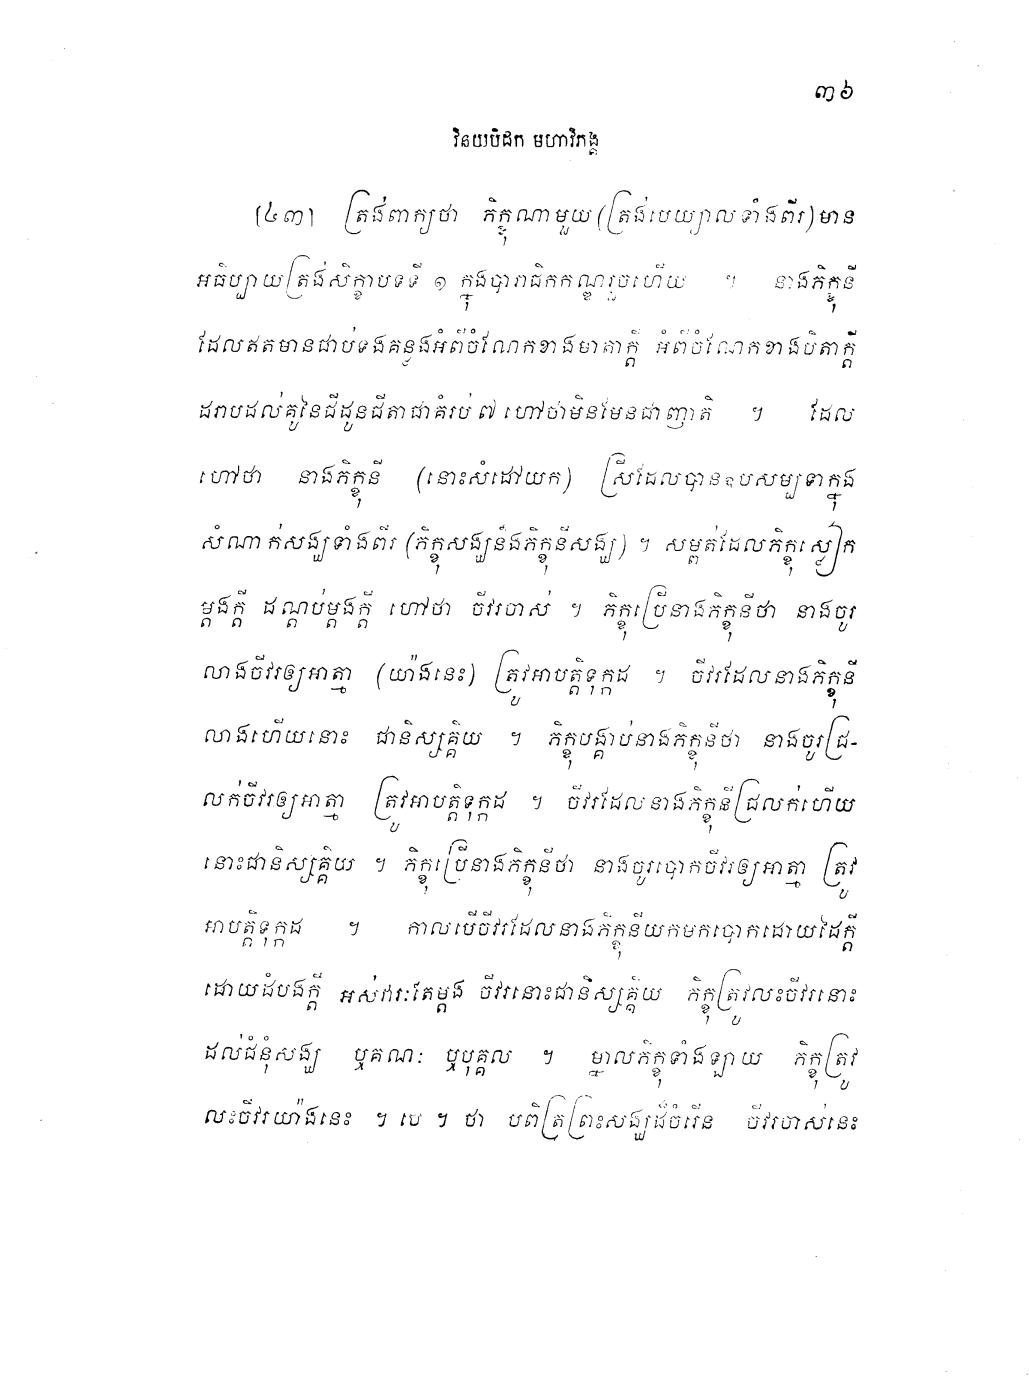 ៣៦
វិនយបិដក មហាវិភង្គ
(៤៣) ត្រង់ពាក្យថា ភិក្ខុណាមួយ (ត្រង់បេយ្យាលទាំងពីរ) មាន
អធិប្បាយត្រង់សិក្ខាបទទី ១ ក្នុងបារាជិកកណ្ឌរួចហើយ ។ នាងភិក្ខុនី
ដែលឥតមានជាប់ទងគន្ទងអំពីចំណែកខាងមាតាក្តី អំពីចំណែកខាងបិតាក្តី
ដរាបដល់គូនៃជីដូនជីតាជាគំរប់ ៧ ហៅថាមិនមែនជាញាតិ ។ ដែល
ហៅថា នាងភិក្ខុនី (នោះសំដៅយក) ស្រីដែលបានឧបសម្បទាក្នុង
សំណាក់សង្ឃទាំងពីរ (ភិក្ខុសង្ឃនឹងភិក្ខុនីសង្ឃ) ។ សម្ពត់ដែលភិក្ខុស្លៀក
ម្តងក្តី ដណ្តប់ម្តងក្តី ហៅថា ចីវរចាស់ ។ ភិក្ខុប្រើនាងភិក្ខុនីថា នាងចូរ
លាងចីវរឲ្យអាត្មា (យ៉ាងនេះ) ត្រូវអាបត្តិទុក្កដ ។ ចីវរដែលនាងភិក្ខុនី
លាងហើយនោះ ជានិស្សគ្គិយ ។ ភិក្ខុបង្គាប់នាងភិក្ខុនីថា នាងចូរជ្រ-
លក់ចីវរឲ្យអាត្មា ត្រូវអាបត្តិទុក្កដ ។ ចីវរដែលនាងភិក្ខុនីជ្រលក់ហើយ
នោះជានិស្សគ្គិយ ។ ភិក្ខុប្រើនាងភិក្ខុនីថា នាងចូរបោកចីវរឲ្យអាត្មា ត្រូវ
អាបត្តិទុក្កដ ។ កាលបើចីវរដែលនាងភិក្ខុនីយកមកបោកដោយដៃក្តី
ដោយដំបងក្តី អស់វារៈតែម្តង ចីវរនោះជានិស្សគ្គិយ ភិក្ខុត្រូវលះចីវរនោះ
ដល់ជំនុំសង្ឃ ឬគណៈ ឬបុគ្គល ។ ម្នាលភិក្ខុទាំងឡាយ ភិក្ខុត្រូវ
លះចីវរយ៉ាងនេះ ។ បេ ។ ថា បពិត្រព្រះសង្ឃដ៏ចំរើន ចីវរចាស់នេះ